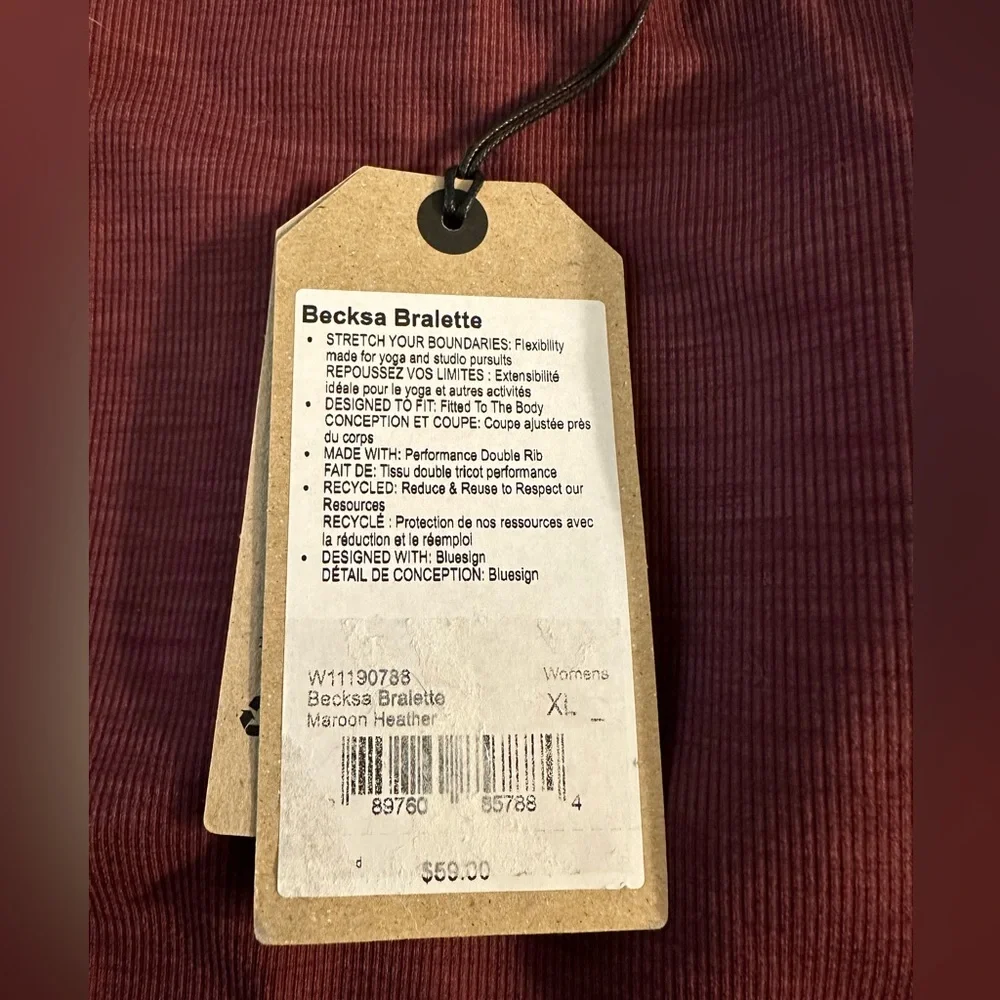 Becksa Bralette
• STRETCH YOUR BOUNDARIES: Flexibility
made for yoga and studio pursuits
REPOUSSEZ VOS LIMITES : Extensibilité
idéale pour le yoga et autres activités
• DESIGNED TO FIT: Fitted To The Body
CONCEPTION ET COUPE: Coupe ajustée près
du corps
• MADE WITH: Performance Double Rib
FAIT DE: Tissu double tricot performance
• RECYCLED: Reduce & Reuse to Respect our
Resources
RECYCLÉ : Protection de nos ressources avec
la réduction et le réemploi
• DESIGNED WITH: Bluesign
DÉTAIL DE CONCEPTION: Bluesign
W11190788 Womens
Becksa Bralette XL
Maroon Heather
89760 85788 4
d
$59.00